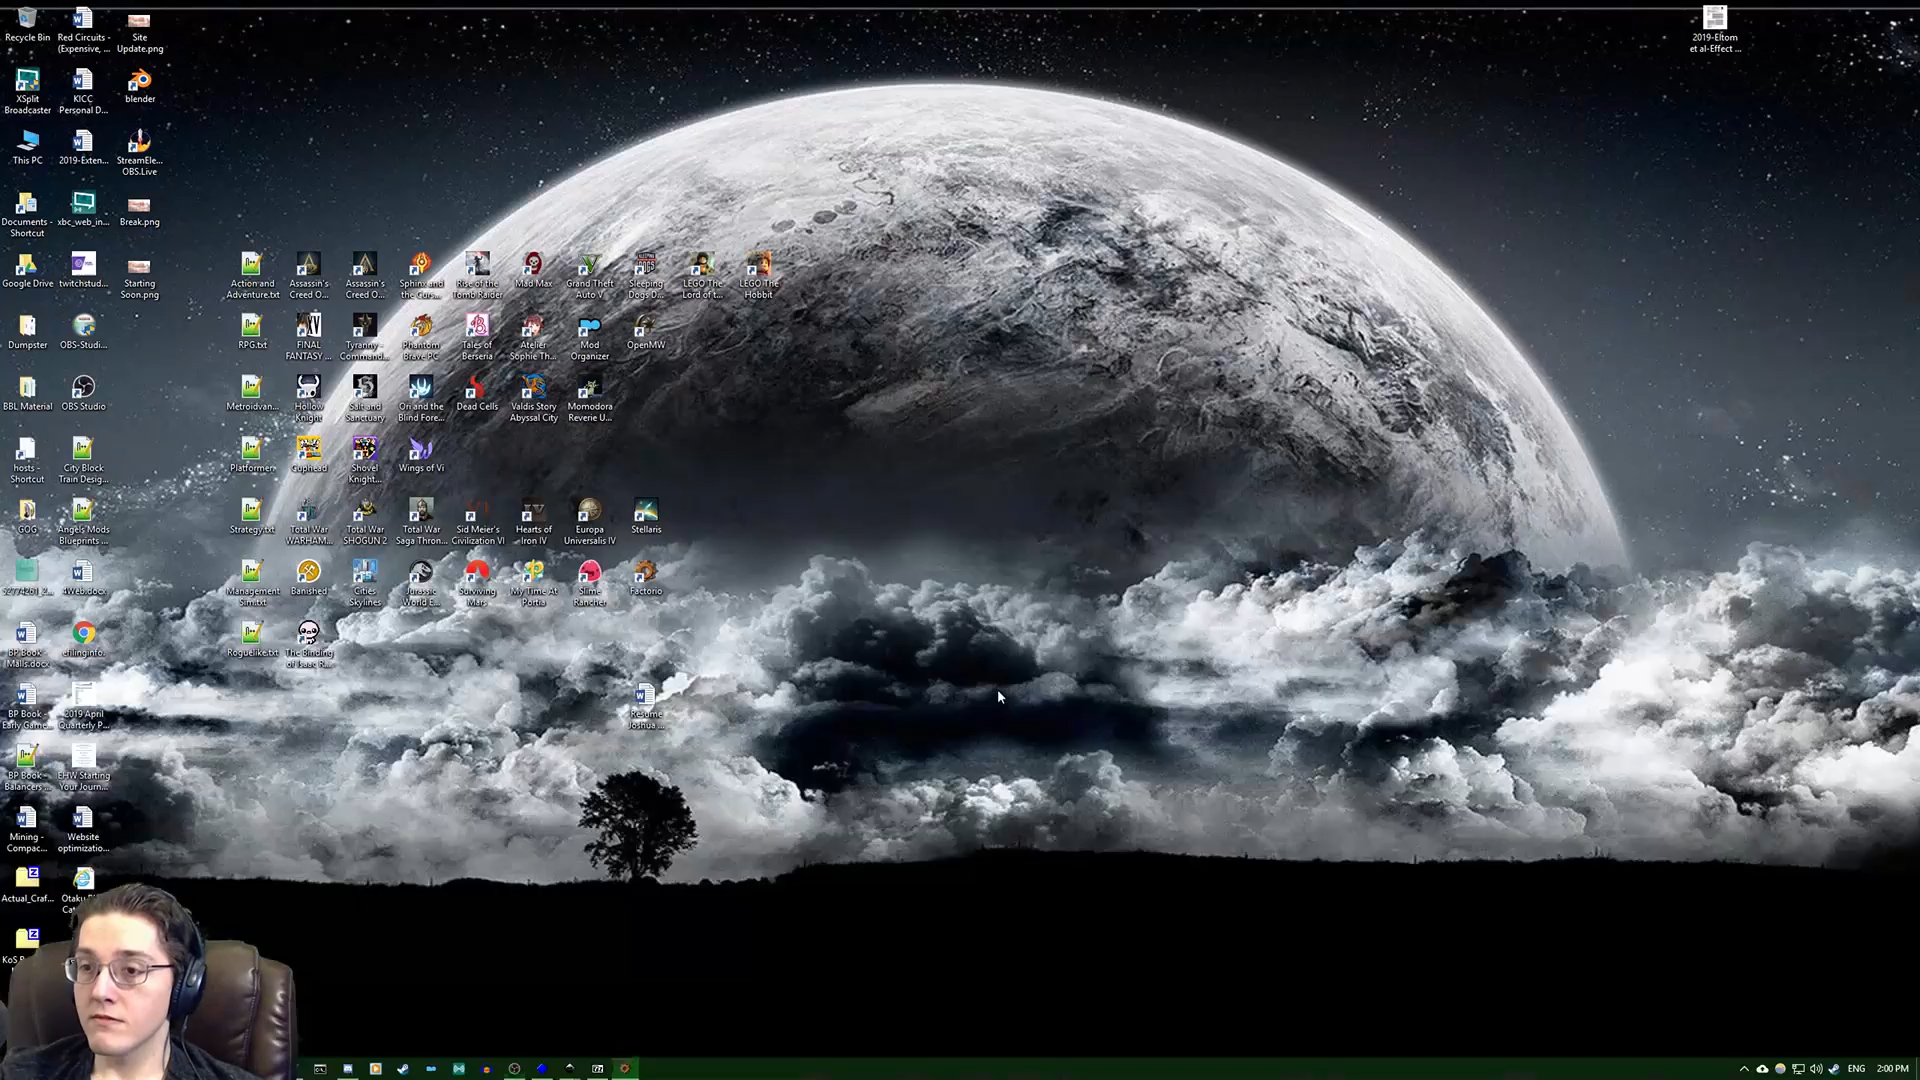 Recycle Bin
Red Circuits -
(Expensive, ...
Site
Update.png
2019-Eltom
et al-Effect ...
XSplit
Broadcaster
KICC
Personal D...
blender
This PC
2019-Exten...
StreamEle...
OBS.Live
Documents -
Shortcut
xbc_web_in...
Break.png
Google Drive
twitchstud...
Starting
Soon.png
Action and
Adventure.txt
Assassin's
Creed O...
Assassin's
Creed O...
Sphinx and
the Curs...
Rise of the
Tomb Raider
Mad Max
Grand Theft
Auto V
Sleeping
Dogs D...
LEGO The
Lord of t...
LEGO The
Hobbit
Dumpster
OBS-Studi...
RPG.txt
FINAL
FANTASY ...
Tyranny -
Command...
Phantom
Brave PC
Tales of
Berseria
Atelier
Sophie Th...
Mod
Organizer
OpenMW
BBL Material
OBS Studio
Metroidvan...
Hollow
Knight
Salt and
Sanctuary
Ori and the
Blind Fore...
Dead Cells
Valdis Story
Abyssal City
Momodora
Reverie U...
hosts -
Shortcut
City Block
Train Desig...
Platformer.
Cuphead
Shovel
Knight...
Wings of Vi
GOG
Angels Mods
Blueprints ...
Strategy.txt
Total War
WARHAM...
Total War
SHOGUN 2
Total War
Saga Thron...
Sid Meier's
Civilization VI
Hearts of
Iron IV
Europa
Universalis IV
Stellaris
4Web.docx
Management
Sim.txt
Banished
Cities
Skylines
Jurassic
World E...
Surviving
Mars
My Time At
Portia
Slime
Rancher
Factorio
BP Book -
Malls.docx
efilinginfo.
Roguelike.txt
The Binding
of Isaac R...
BP Book -
Early Game...
2019 April
Quarterly P...
Resume
Joshua ...
BP Book -
Balancers ...
EHW Starting
Your Journ...
Mining -
Compac...
Website
optimizatio...
Actual_Craf...
Otaku
ENG
2:00 PM